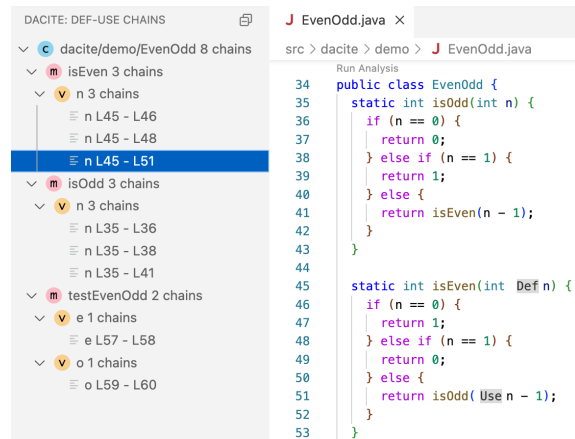 DACITE: DEF-USE CHAINS
C dacite/demo/EvenOdd 8 chains
m isEven 3 chains
v n 3 chains
n L45 - L46
n L45 - L48
n L45 - L51
m isOdd 3 chains
v n 3 chains
n L35 - L36
n L35 - L38
n L35 - L41
m testEvenOdd 2 chains
v e 1 chains
e L57 - L58
v o 1 chains
o L59 - L60
J EvenOdd.java ×
src > dacite > demo > J EvenOdd.java
Run Analysis
34 public class EvenOdd {
35 static int isOdd(int n) {
36 if (n == 0) {
37 return 0;
38 } else if (n == 1) {
39 return 1;
40 } else {
41 return isEven(n - 1);
42 }
43 }
44
45 static int isEven(int Def n) {
46 if (n == 0) {
47 return 1;
48 } else if (n == 1) {
49 return 0;
50 } else {
51 return isOdd( Use n - 1);
52 }
53 }